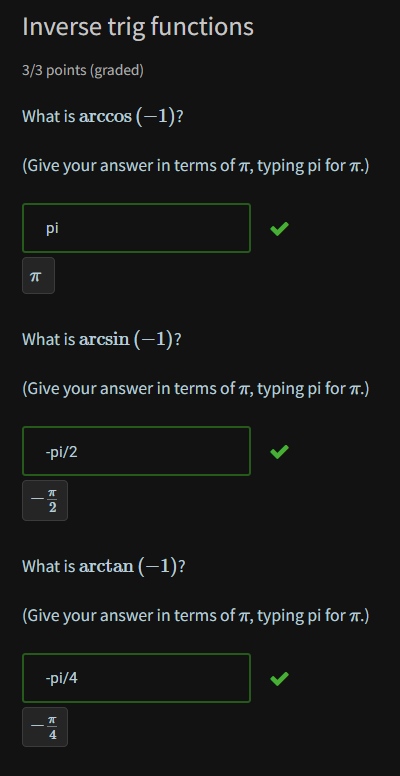 Inverse trig functions
3/3 points (graded)
What is arccos (−1)?
(Give your answer in terms of π, typing pi for π.)
pi
π
What is arcsin (−1)?
(Give your answer in terms of π, typing pi for π.)
-pi/2
−π/2
What is arctan (−1)?
(Give your answer in terms of π, typing pi for π.)
-pi/4
−π/4